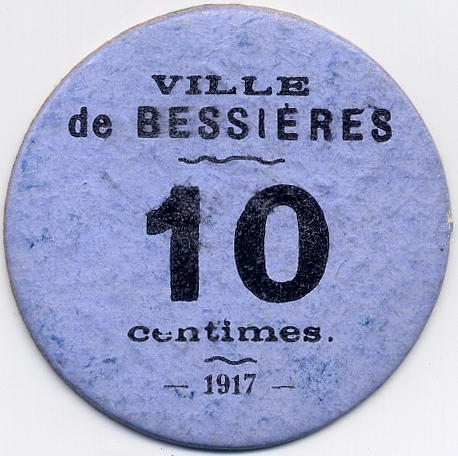 VILLE
de BESSIÈRES
10
centimes.
— 1917 —